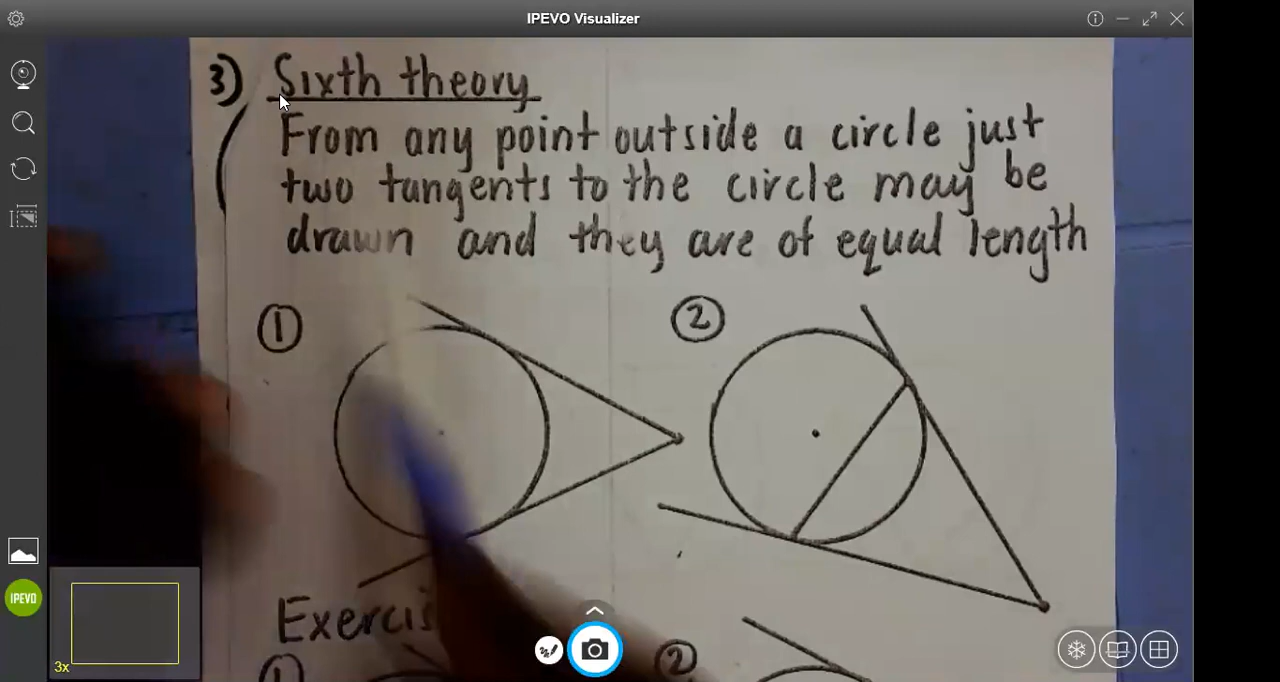 IPEVO Visualizer
3) Sixth theory
From any point outside a circle just
two tangents to the circle may be
drawn and they are of equal length
1 2
Exercis
1) 2
IPEVO
3x